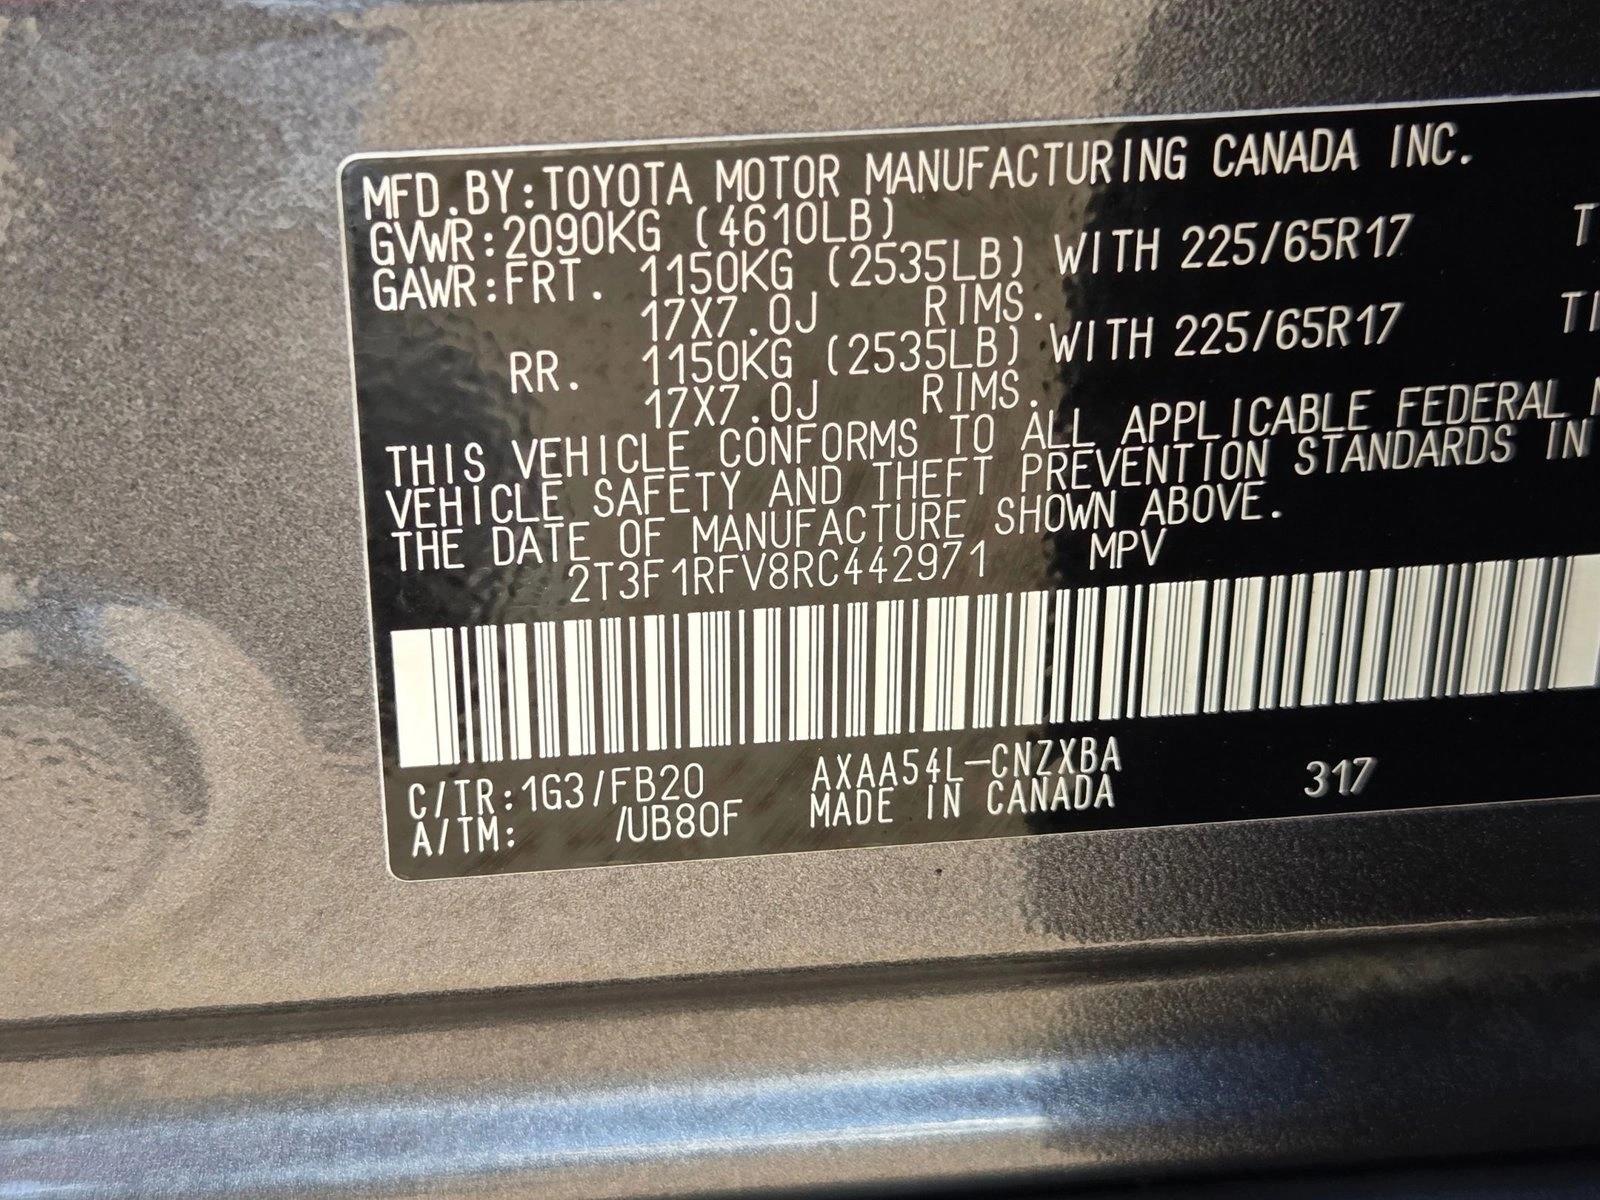 MFD.BY:TOYOTA MOTOR MANUFACTURING CANADA INC.
GVWR:2090KG (4610LB)
GAWR:FRT. 1150KG (2535LB) WITH 225/65R17
17X7.0J RIMS.
RR. 1150KG (2535LB) WITH 225/65R17
17X7.0J RIMS.
THIS VEHICLE CONFORMS TO ALL APPLICABLE FEDERAL
VEHICLE SAFETY AND THEFT PREVENTION STANDARDS IN
THE DATE OF MANUFACTURE SHOWN ABOVE.
2T3F1RFV8RC442971 MPV
C/TR:1G3/FB20 AXAA54L-CNZXBA 317
A/TM: /UB80F MADE IN CANADA